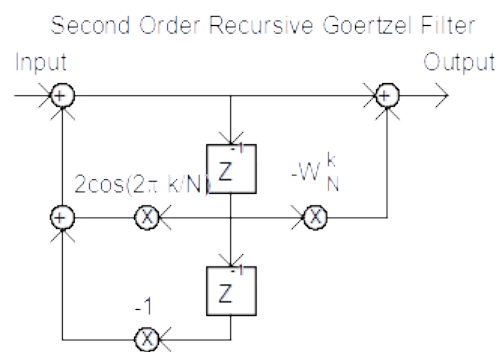 Second Order Recursive Goertzel Filter
Input
Output
+
+
-1
Z
2cos(2π k/N)
-W
k
N
+
X
X
-1
Z
-1
X